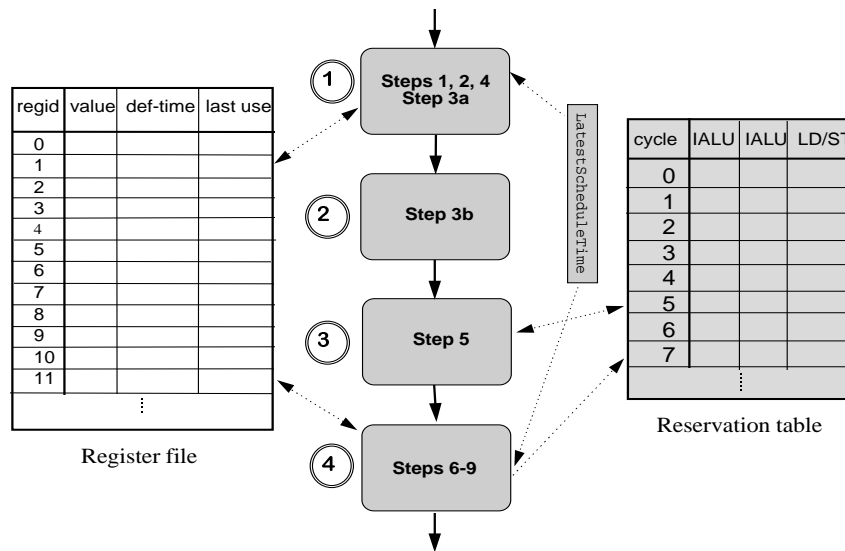 regid value def-time last use
0
1
2
3
4
5
6
7
8
9
10
11
Register file
1
Steps 1, 2, 4
Step 3a
2
Step 3b
3
Step 5
4
Steps 6-9
LatestScheduleTime
cycle IALU IALU LD/ST
0
1
2
3
4
5
6
7
Reservation table